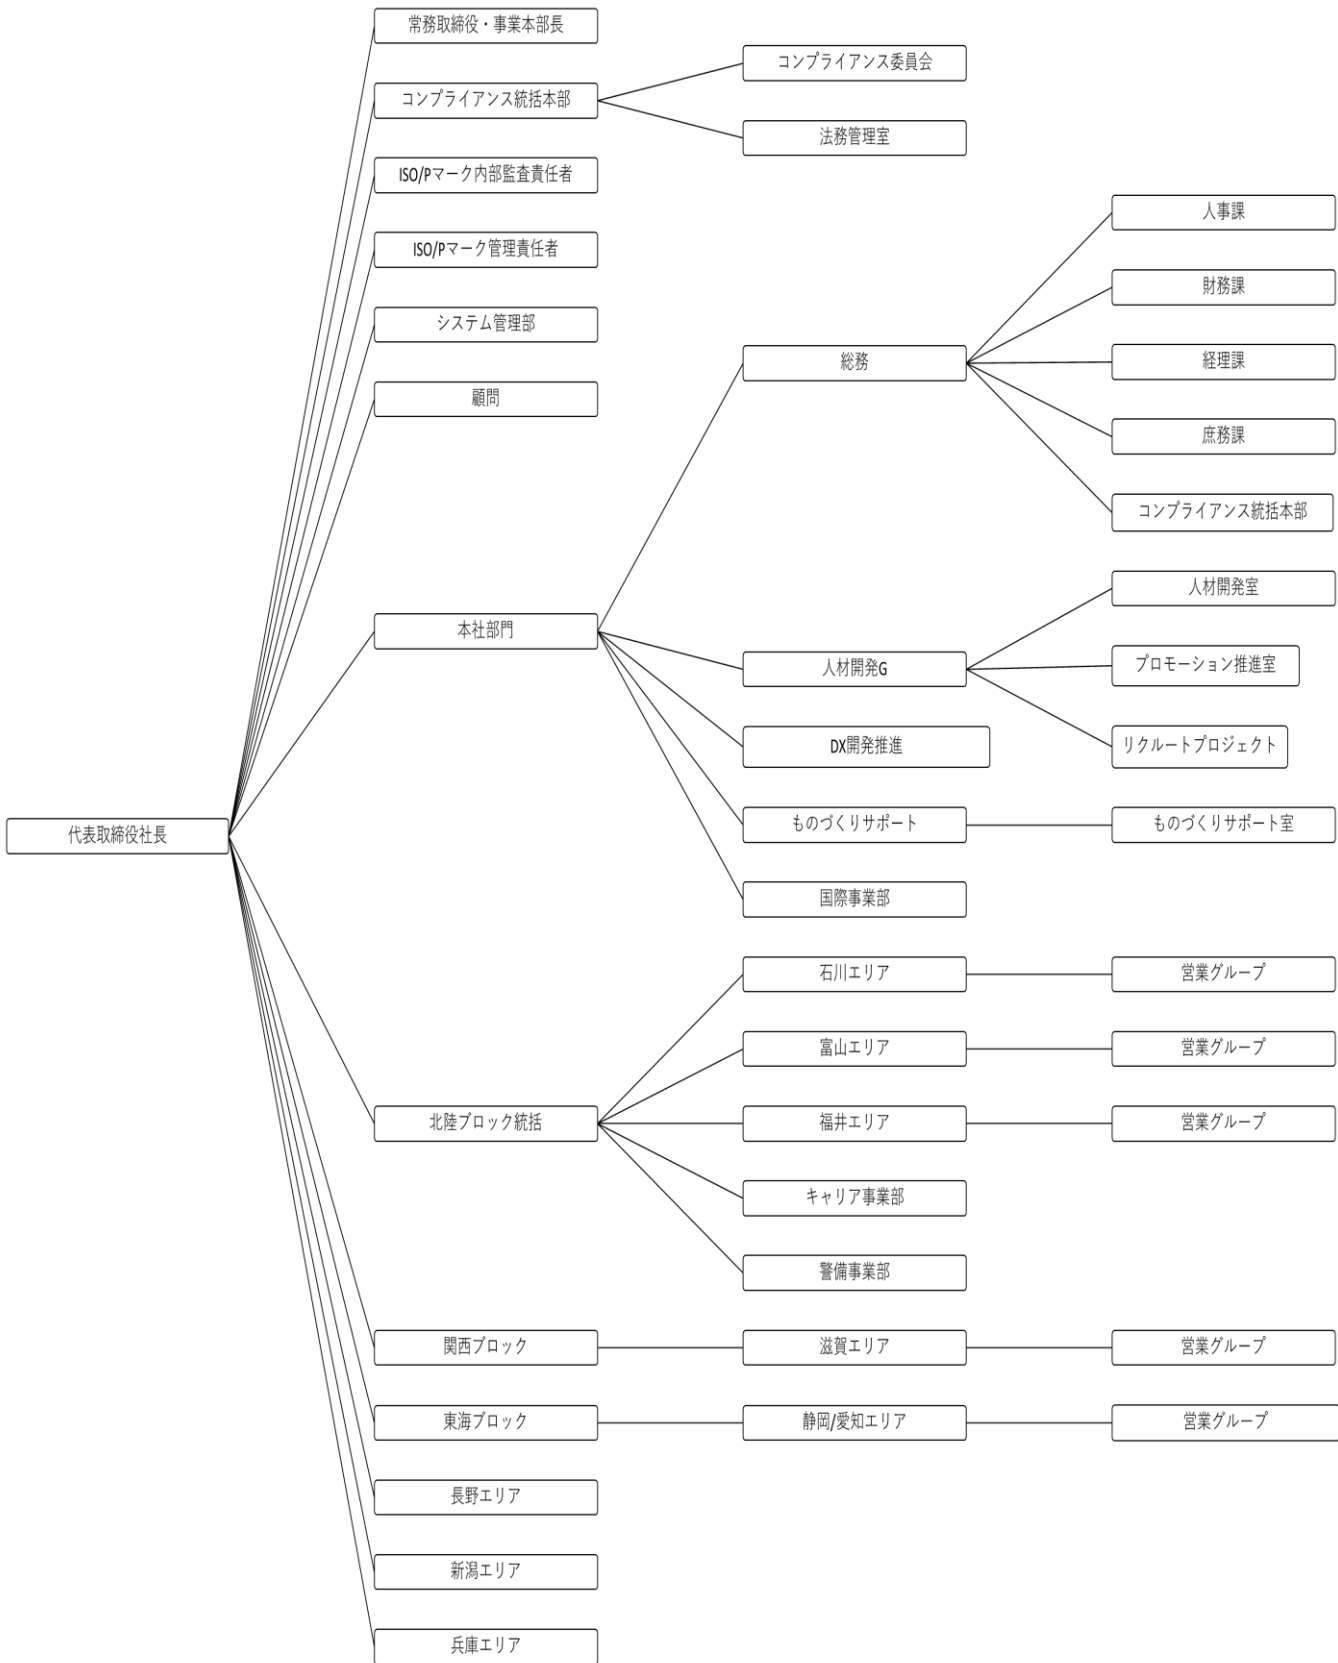 常務取締役・事業本部長
コンプライアンス委員会
コンプライアンス統括本部
法務管理室
ISO/Pマーク内部監査責任者
人事課
ISO/Pマーク管理責任者
財務課
システム管理部
総務
経理課
顧問
庶務課
コンプライアンス統括本部
人材開発室
本社部門
人材開発G
プロモーション推進室
DX開発推進
リクルートプロジェクト
代表取締役社長
ものづくりサポート
ものづくりサポート室
国際事業部
石川エリア
営業グループ
富山エリア
営業グループ
北陸ブロック統括
福井エリア
営業グループ
キャリア事業部
警備事業部
関西ブロック
滋賀エリア
営業グループ
東海ブロック
静岡/愛知エリア
営業グループ
長野エリア
新潟エリア
兵庫エリア